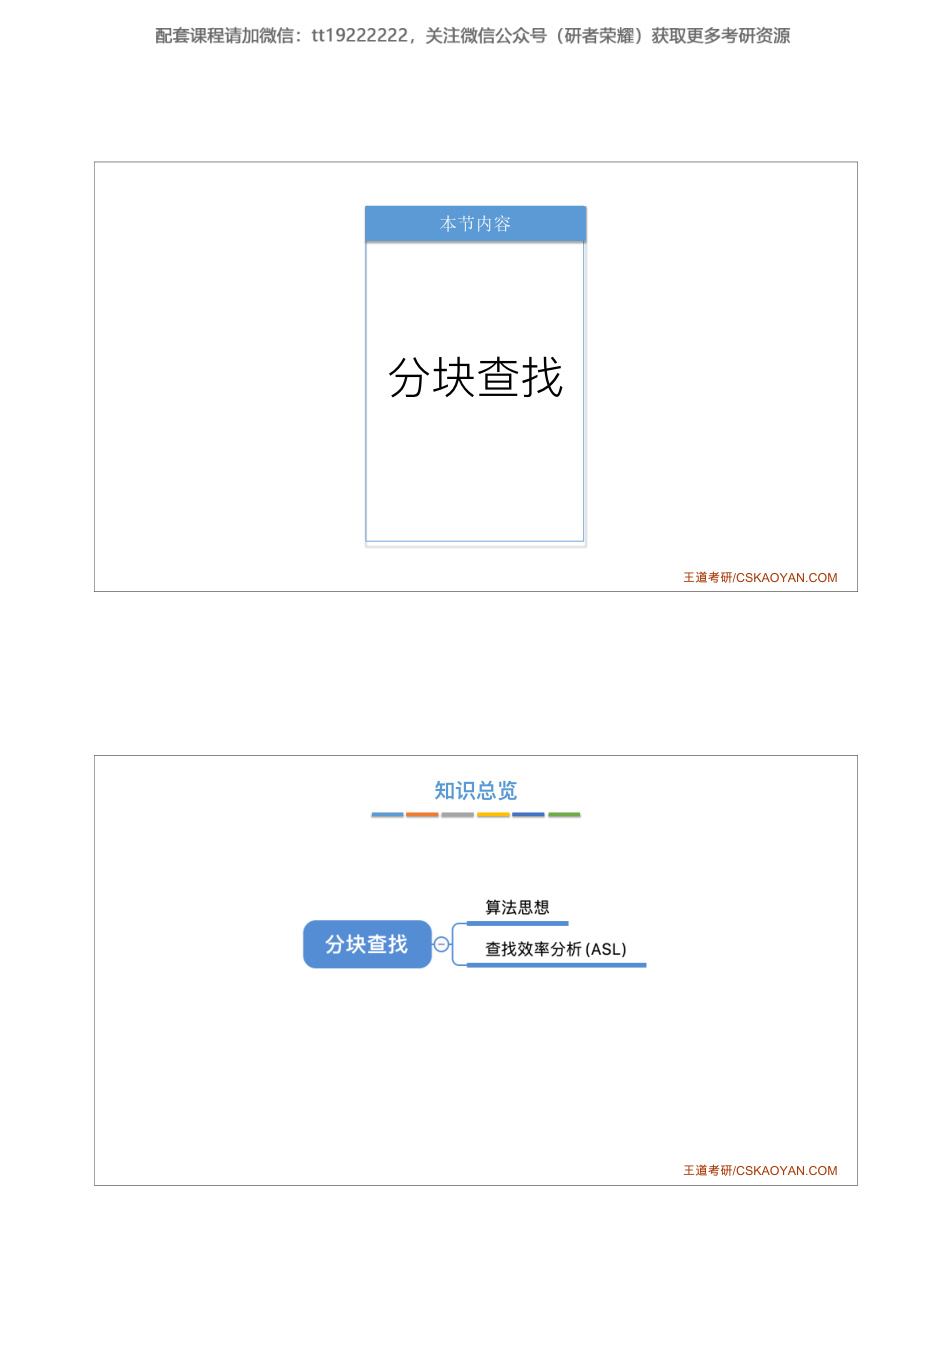 配套课程请加微信：tt19222222，关注微信公众号（研者荣耀）获取更多考研资源
本节内容
分块查找
王道考研/CSKAOYAN.COM
知识总览
算法思想
分块查找
查找效率分析(ASL)
王道考研/CSKAOYAN.COM